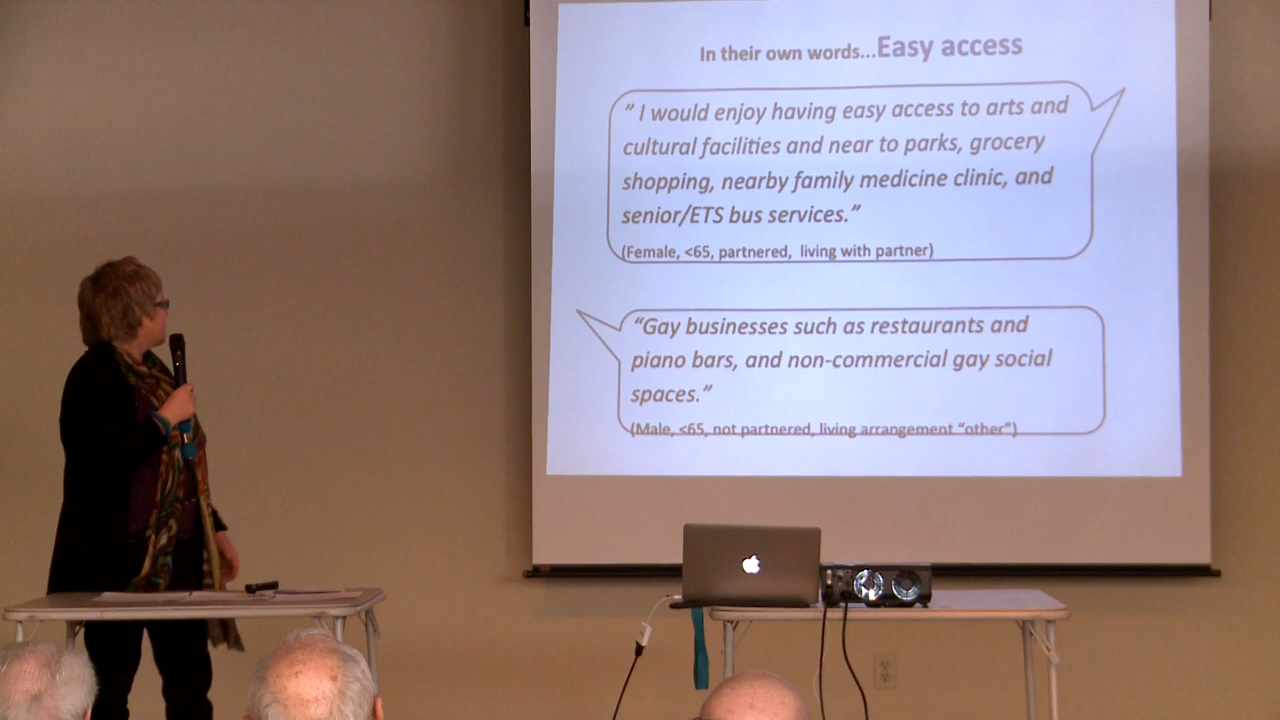 In their own words...Easy access
" I would enjoy having easy access to arts and
cultural facilities and near to parks, grocery
shopping, nearby family medicine clinic, and
senior/ETS bus services."
(Female, <65, partnered, living with partner)
"Gay businesses such as restaurants and
piano bars, and non-commercial gay social
spaces."
(Male, <65, not partnered, living arrangement "other")